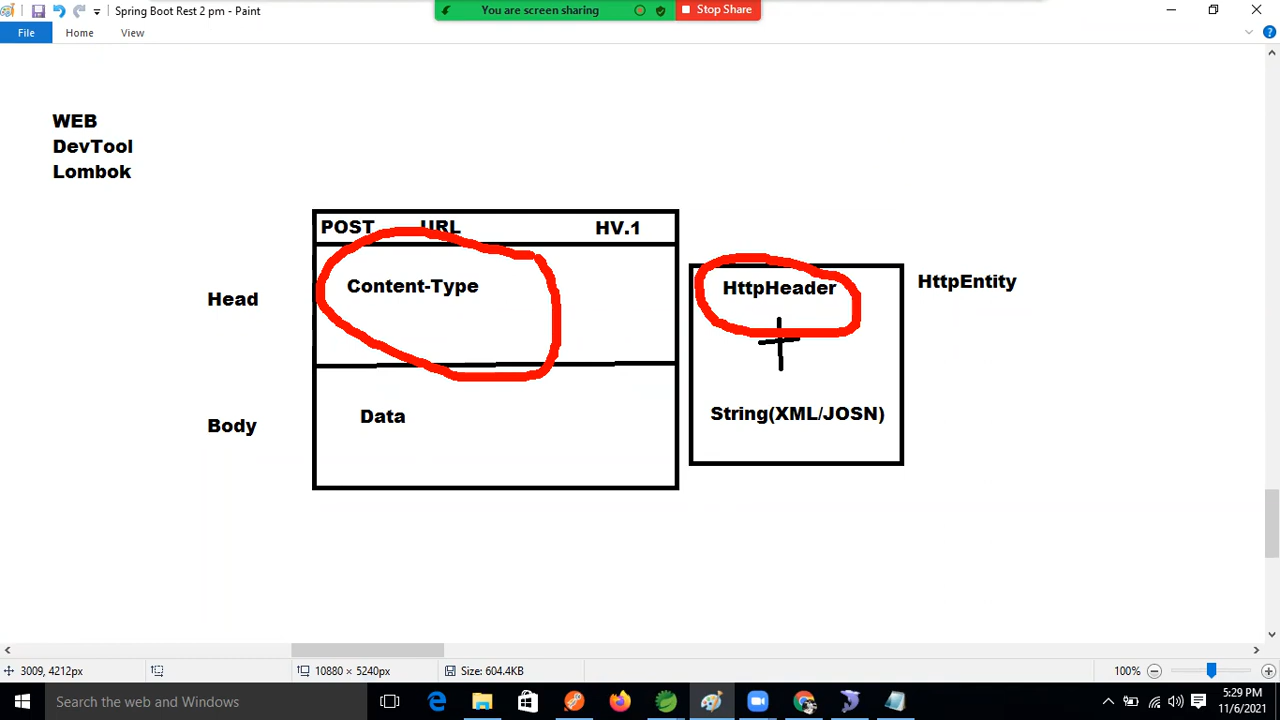 Spring Boot Rest 2 pm - Paint
You are screen sharing
Stop Share
File
Home
View
WEB
DevTool
Lombok
POST URL HV.1
Head
Content-Type
HttpHeader
HttpEntity
Body
Data
String(XML/JOSN)
3009, 4212px
10880 × 5240px
Size: 604.4KB
100%
Search the web and Windows
5:29 PM
11/6/2021